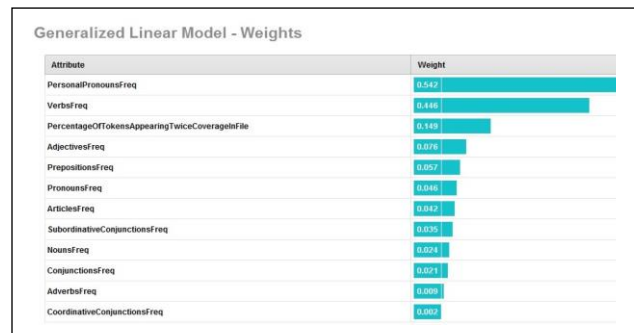 Generalized Linear Model - Weights
Attribute Weight
PersonalPronounsFreq 0.542
VerbsFreq 0.446
PercentageOfTokensAppearingTwiceCoverageInFile 0.149
AdjectivesFreq 0.076
PrepositionsFreq 0.057
PronounsFreq 0.046
ArticlesFreq 0.042
SubordinativeConjunctionsFreq 0.035
NounsFreq 0.024
ConjunctionsFreq 0.021
AdverbsFreq 0.009
CoordinativeConjunctionsFreq 0.002